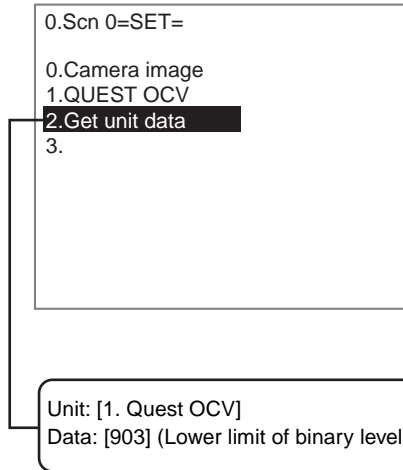 0.Scn 0=SET=
0.Camera image
1.QUEST OCV
2.Get unit data
3.
Unit: [1. Quest OCV]
Data: [903] (Lower limit of binary level